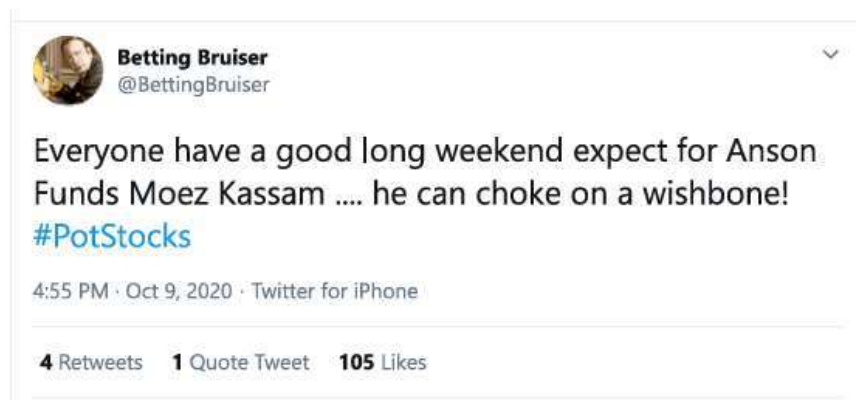 Betting Bruiser
@BettingBruiser
Everyone have a good long weekend expect for Anson
Funds Moez Kassam .... he can choke on a wishbone!
#PotStocks
4:55 PM · Oct 9, 2020 · Twitter for iPhone
4 Retweets 1 Quote Tweet 105 Likes